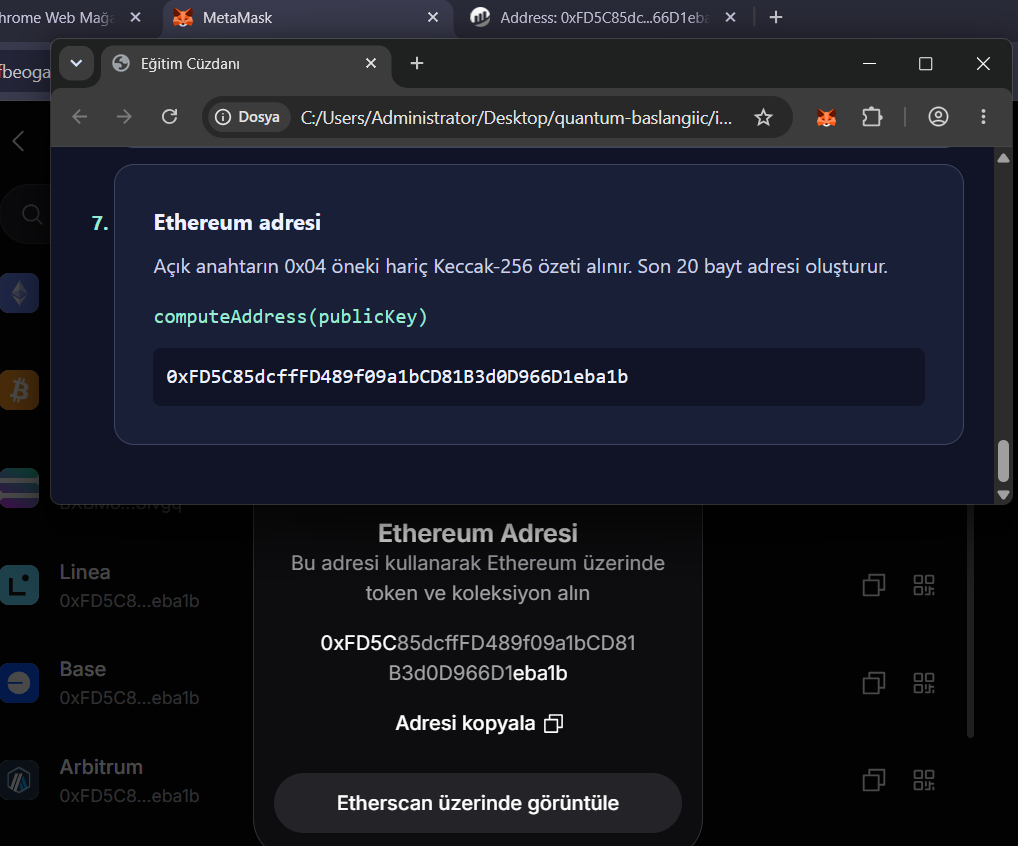 hrome Web Mağa
MetaMask
Address: 0xFD5C85dc...66D1eba
fbeoga
Eğitim Cüzdanı
Dosya
C:/Users/Administrator/Desktop/quantum-baslangiic/i...
7.
Ethereum adresi
Açık anahtarın 0x04 öneki hariç Keccak-256 özeti alınır. Son 20 bayt adresi oluşturur.
computeAddress(publicKey)
0xFD5C85dcffFD489f09a1bCD81B3d0D966D1eba1b
Ethereum Adresi
Bu adresi kullanarak Ethereum üzerinde
token ve koleksiyon alın
0xFD5C85dcffFD489f09a1bCD81
B3d0D966D1eba1b
Adresi kopyala
Etherscan üzerinde görüntüle
Linea
0xFD5C8...eba1b
Base
0xFD5C8...eba1b
Arbitrum
0xFD5C8...eba1b